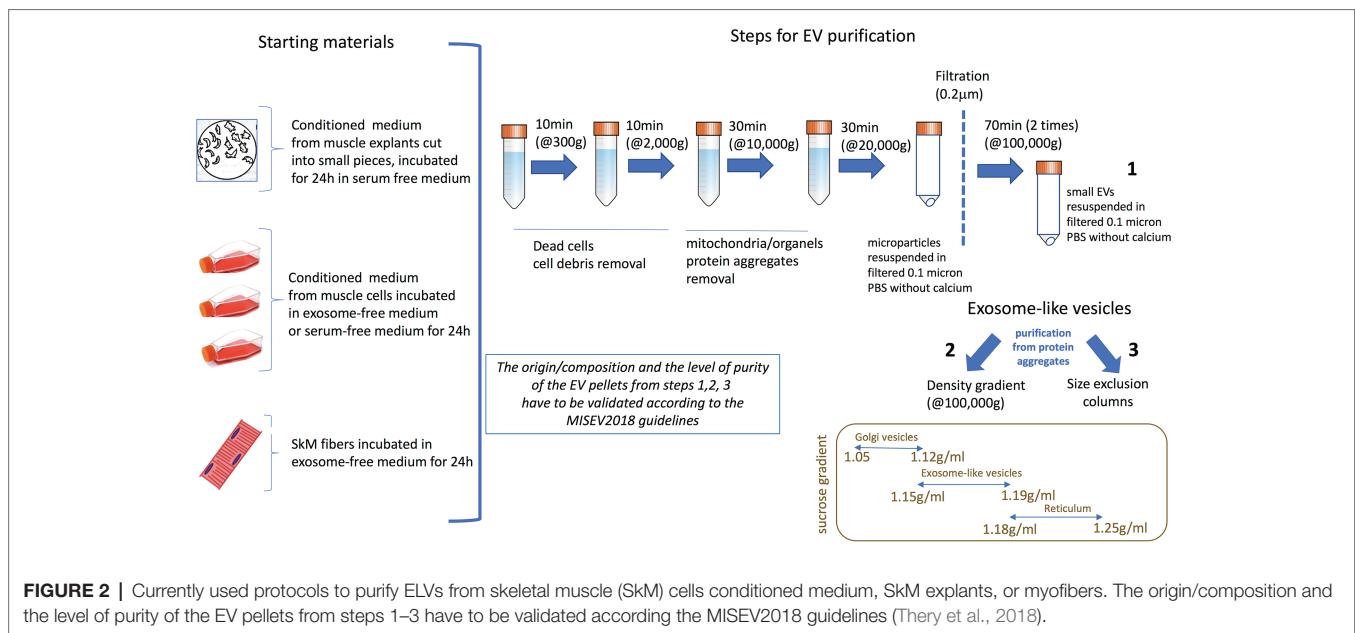 Starting materials
Conditioned medium
from muscle explants cut
into small pieces, incubated
for 24h in serum free medium
Conditioned medium
from muscle cells incubated
in exosome-free medium
or serum-free medium for 24h
SkM fibers incubated in
exosome-free medium for 24h
Steps for EV purification
10min
(@300g)
10min
(@2,000g)
30min
(@10,000g)
30min
(@20,000g)
Filtration
(0.2μm)
70min (2 times)
(@100,000g)
1
small EVs
resuspended in
filtered 0.1 micron
PBS without calcium
Dead cells
cell debris removal
mitochondria/organels
protein aggregates
removal
microparticles
resuspended in
filtered 0.1 micron
PBS without calcium
Exosome-like vesicles
purification
from protein
aggregates
2
3
Density gradient
(@100,000g)
Size exclusion
columns
The origin/composition and the level of purity
of the EV pellets from steps 1,2, 3
have to be validated according to the
MISEV2018 guidelines
sucrose gradient
Golgi vesicles
1.05 1.12g/ml
Exosome-like vesicles
1.15g/ml 1.19g/ml
Reticulum
1.18g/ml 1.25g/ml
FIGURE 2 | Currently used protocols to purify ELVs from skeletal muscle (SkM) cells conditioned medium, SkM explants, or myofibers. The origin/composition and
the level of purity of the EV pellets from steps 1–3 have to be validated according the MISEV2018 guidelines (Thery et al., 2018).